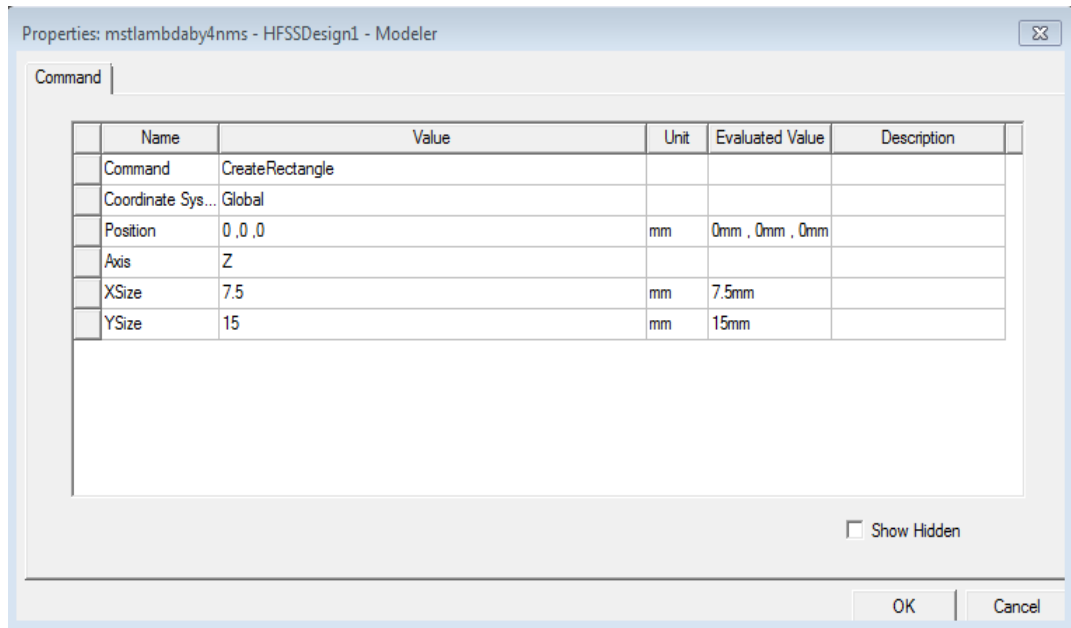 Properties: mstlambdaby4nms - HFSSDesign1 - Modeler
Command
Name Value Unit Evaluated Value Description
Command CreateRectangle
Coordinate Sys... Global
Position 0 ,0 ,0 mm 0mm , 0mm , 0mm
Axis Z
XSize 7.5 mm 7.5mm
YSize 15 mm 15mm
Show Hidden
OK Cancel